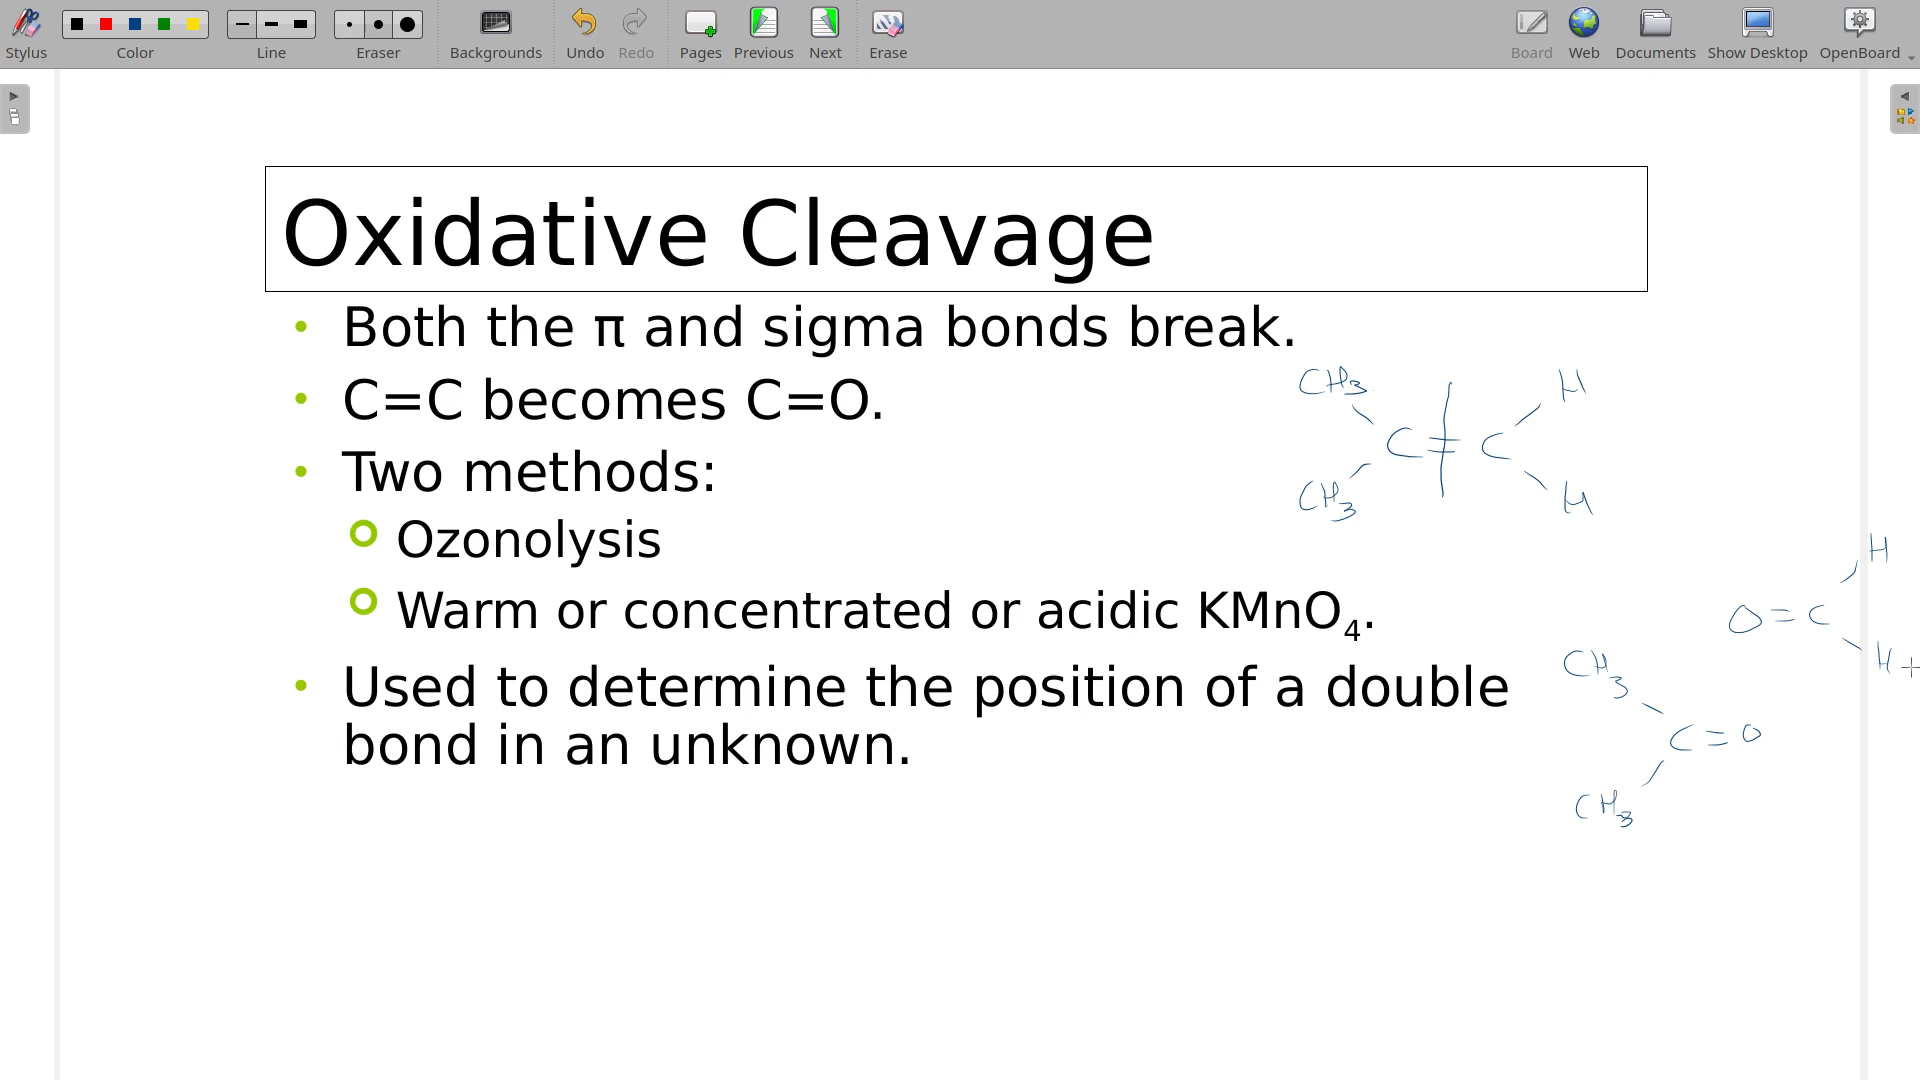 Stylus Color Line Eraser Backgrounds Undo Redo Pages Previous Next Erase Board Web Documents Show Desktop OpenBoard
Oxidative Cleavage
• Both the π and sigma bonds break.
• C=C becomes C=O.
• Two methods:
Ozonolysis
Warm or concentrated or acidic KMnO₄.
• Used to determine the position of a double
bond in an unknown.
CH₃ H
C = C
CH₃ H
H
O = C
H
CH₃
C = O
CH₃